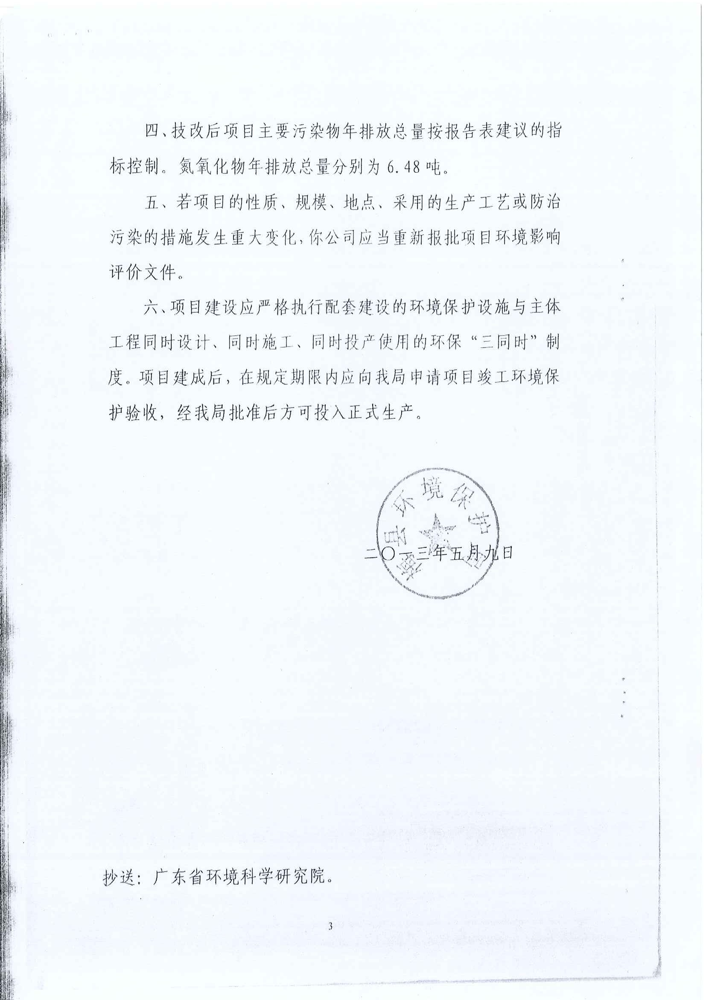 四、技改后项目主要污染物年排放总量按报告表建议的指
标控制。氮氧化物年排放总量分别为 6.48 吨。
五、若项目的性质、规模、地点、采用的生产工艺或防治
污染的措施发生重大变化,你公司应当重新报批项目环境影响
评价文件。
六、项目建设应严格执行配套建设的环境保护设施与主体
工程同时设计、同时施工、同时投产使用的环保“三同时”制
度。项目建成后,在规定期限内应向我局申请项目竣工环境保
护验收,经我局批准后方可投入正式生产。
梅县环境保护局
二〇一三年五月九日
抄送:广东省环境科学研究院。
3